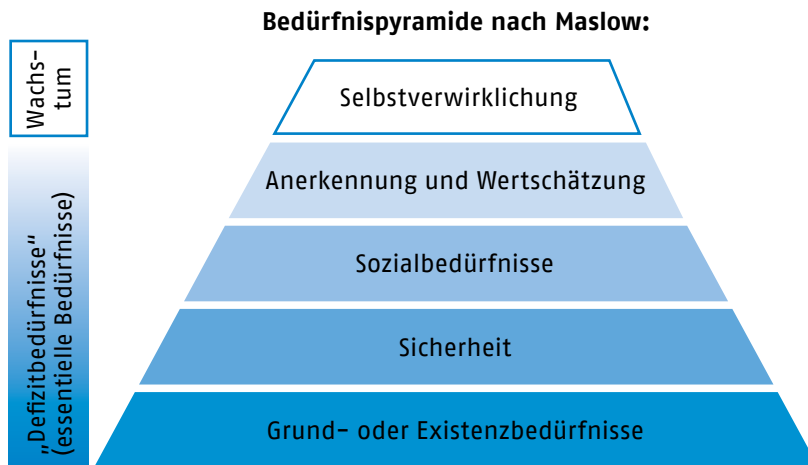 Bedürfnispyramide nach Maslow:
Wachs-
tum
Selbstverwirklichung
Anerkennung und Wertschätzung
Sozialbedürfnisse
Sicherheit
Grund- oder Existenzbedürfnisse
„Defizitbedürfnisse“
(essentielle Bedürfnisse)